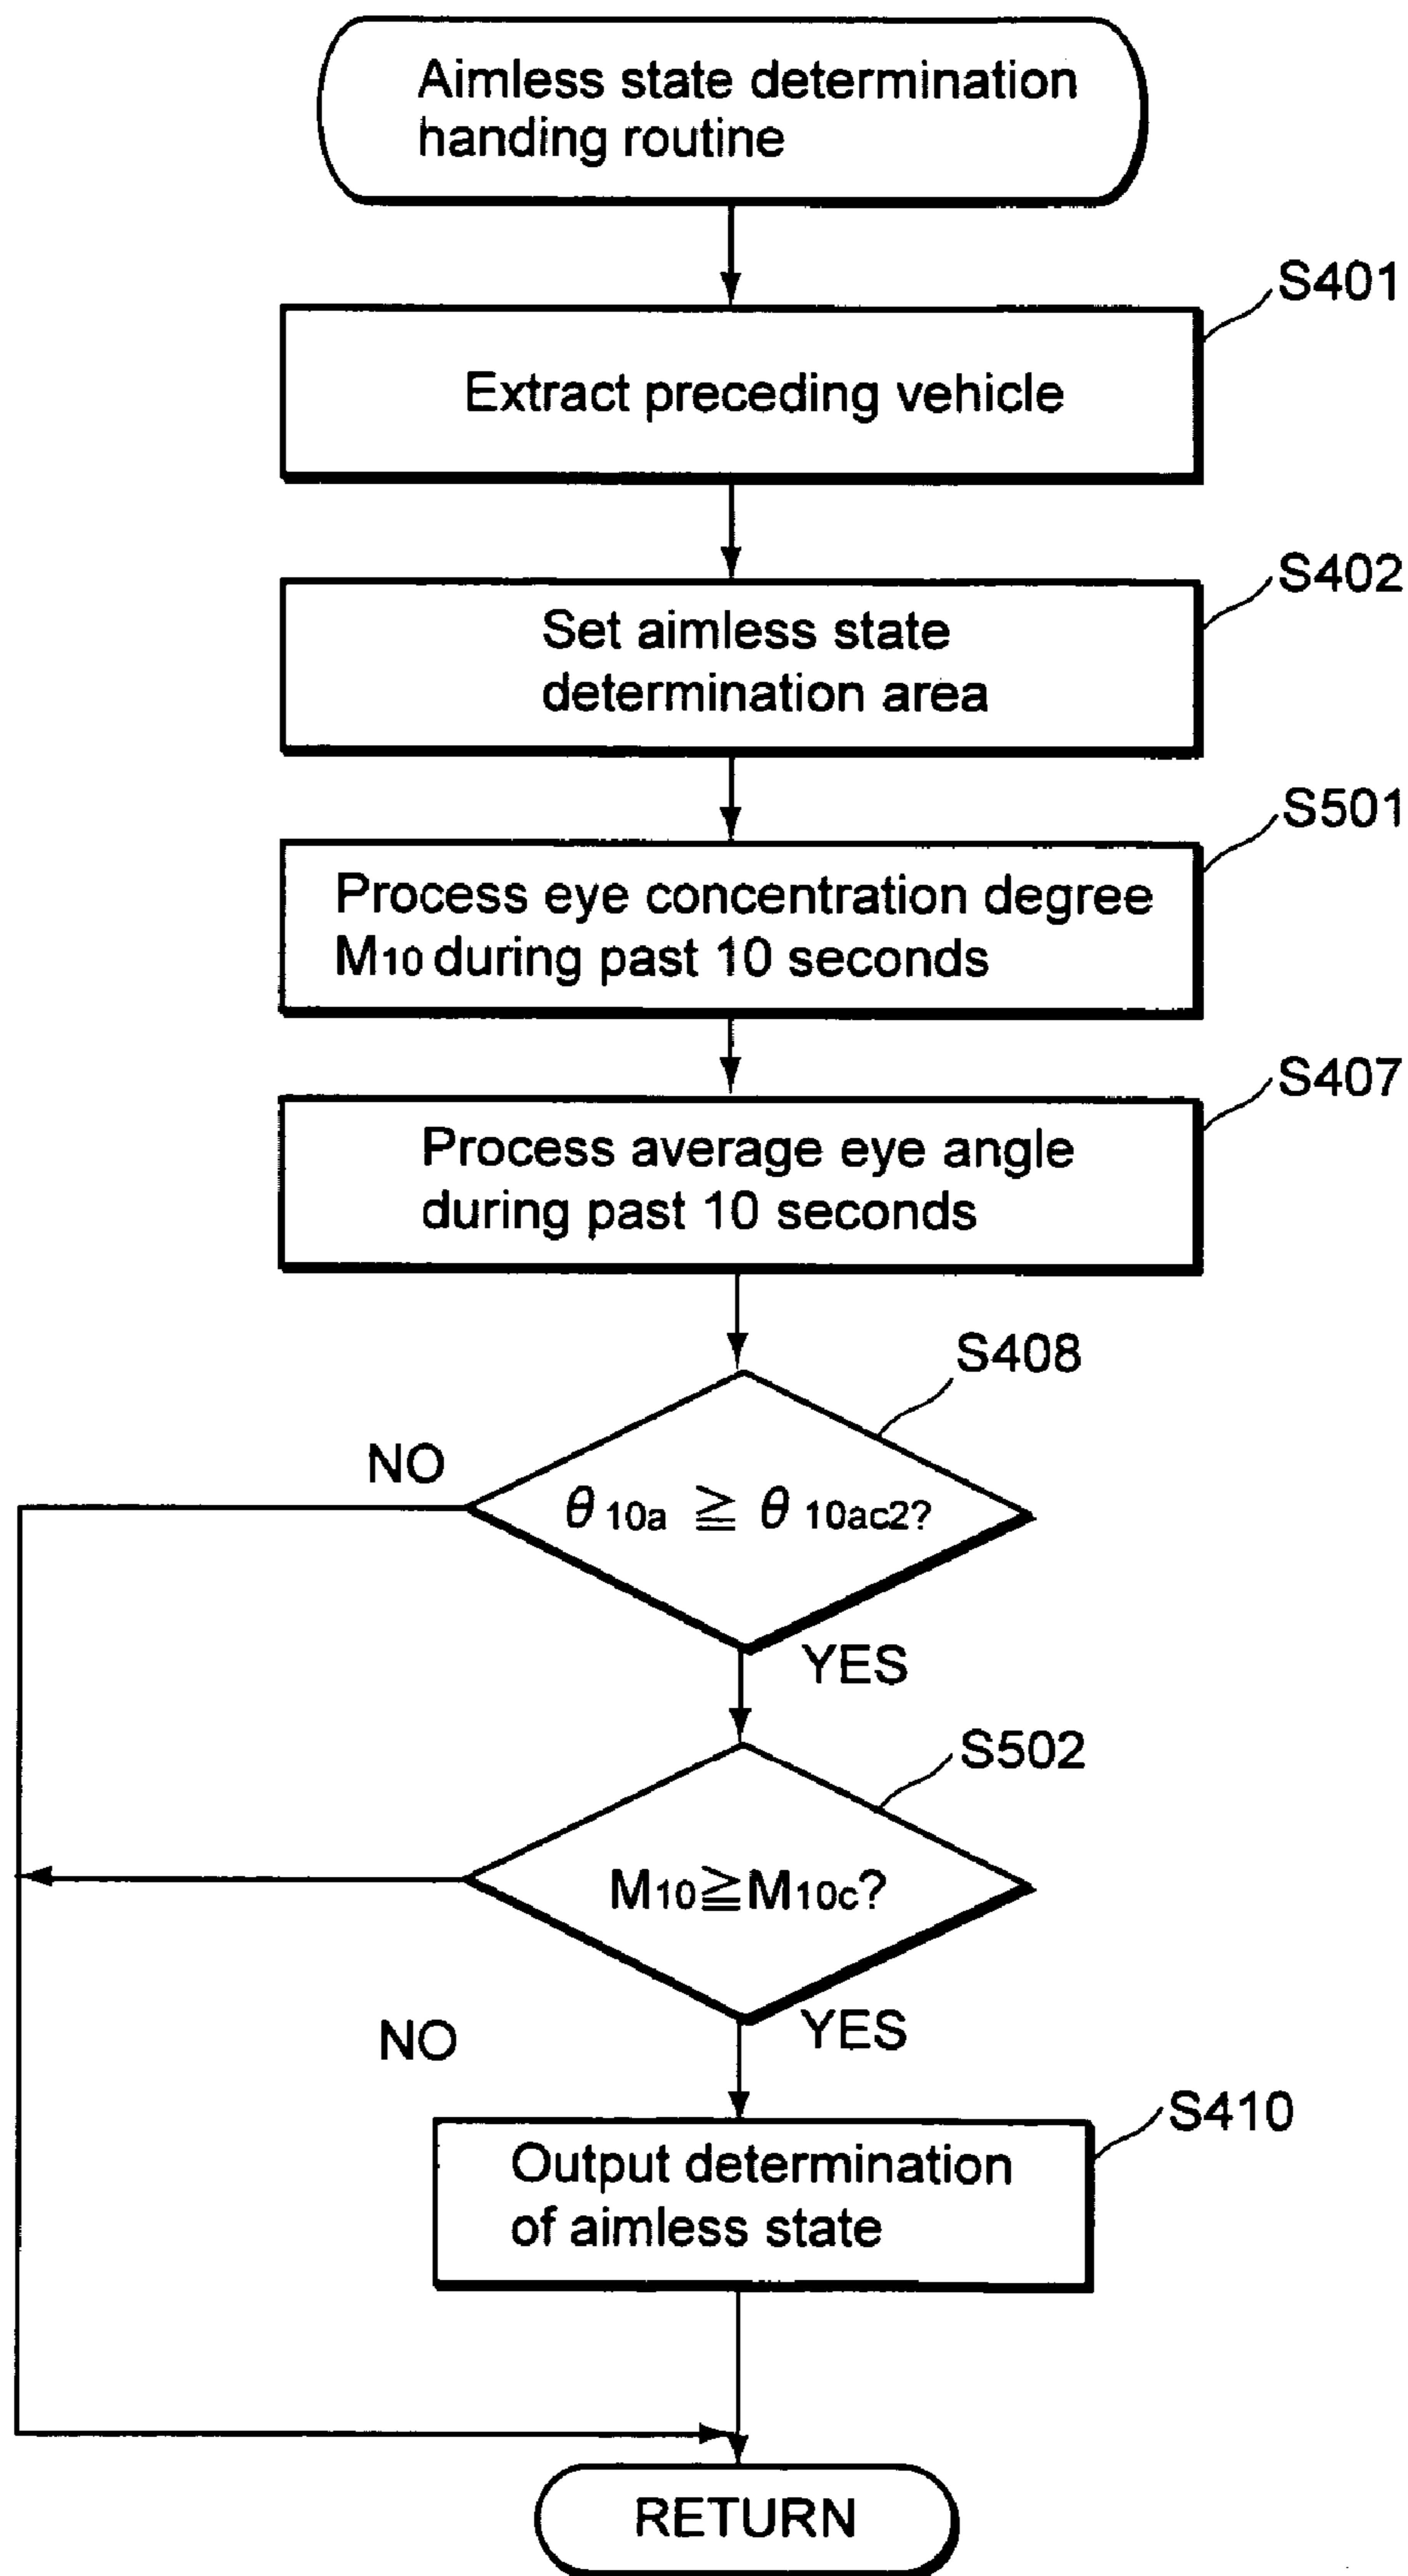 Aimless state determination
handing routine
S401
Extract preceding vehicle
S402
Set aimless state
determination area
S501
Process eye concentration degree
M10 during past 10 seconds
S407
Process average eye angle
during past 10 seconds
S408
NO
θ 10a ≧ θ 10ac2?
YES
S502
M10≧M10c?
YES
NO
S410
Output determination
of aimless state
RETURN